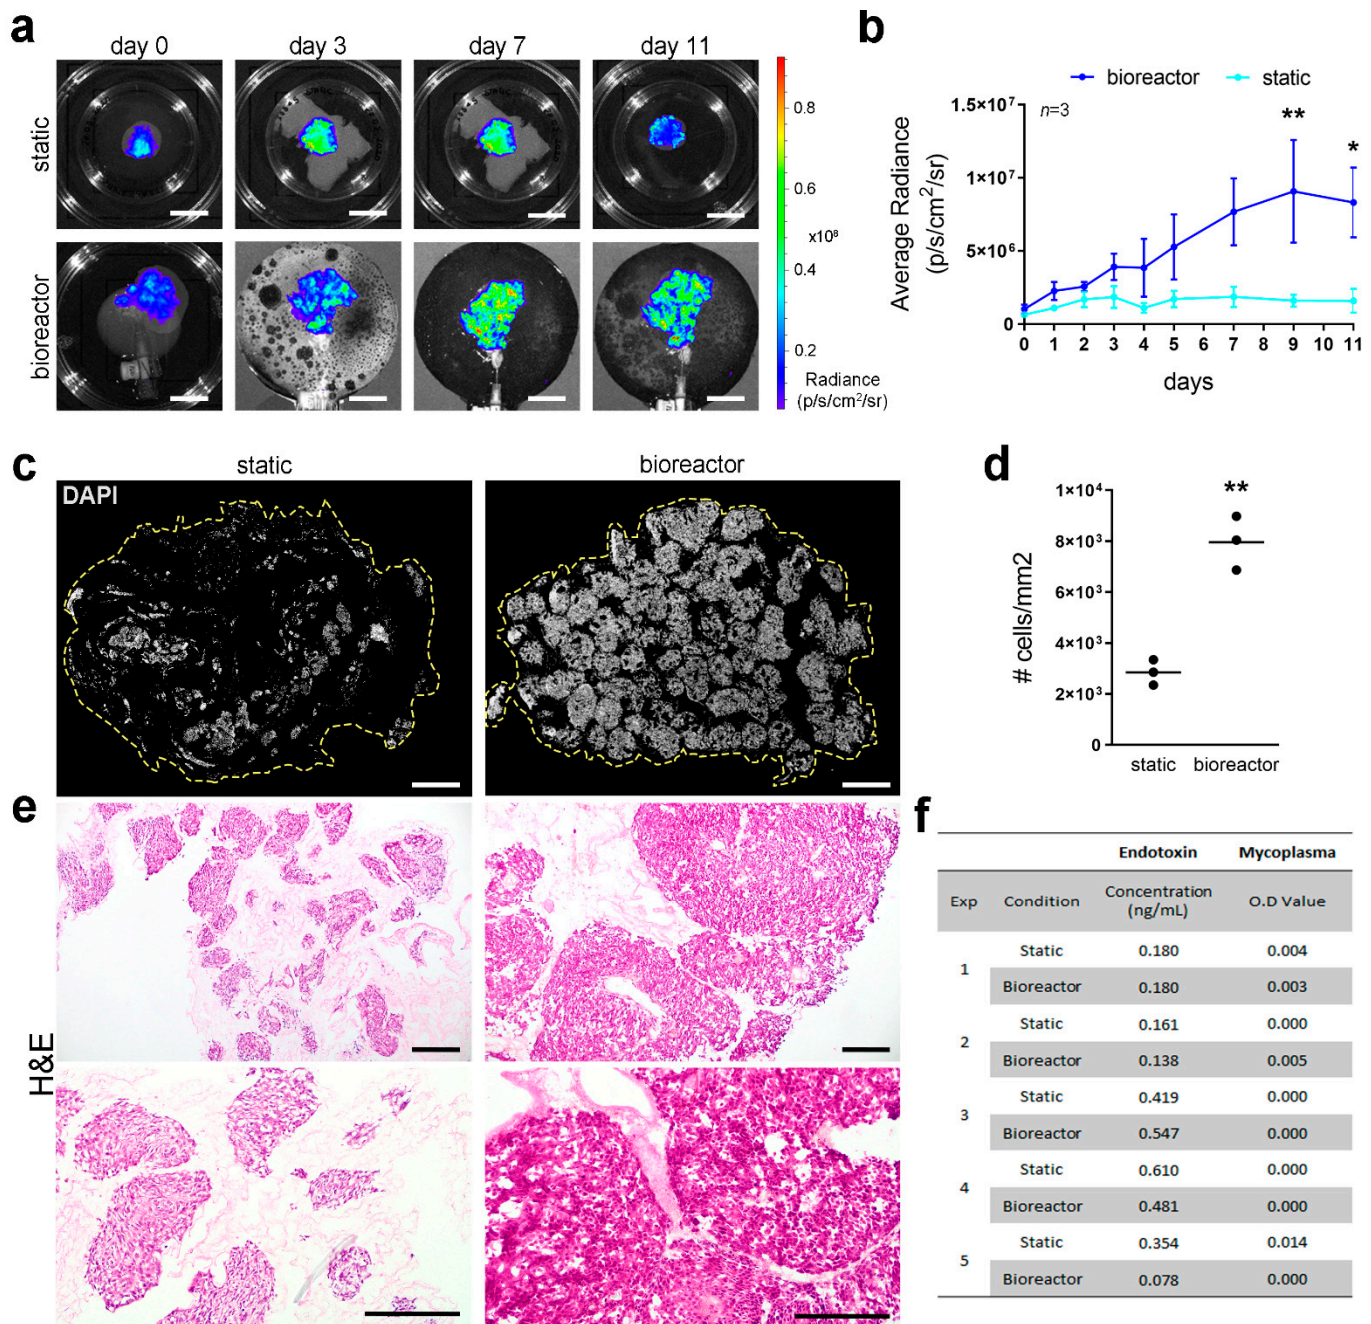 a
day 0
day 3
day 7
day 11
static
bioreactor
0.8
0.6
x10⁸
0.4
0.2
Radiance
(p/s/cm²/sr)
b
bioreactor
static
n=3
1.5×10⁷
1×10⁷
5×10⁶
0
**
*
Average Radiance
(p/s/cm²/sr)
0 1 2 3 4 5 6 7 8 9 10 11
days
c
static
bioreactor
DAPI
d
1×10⁴
8×10³
6×10³
4×10³
2×10³
0
**
# cells/mm2
static
bioreactor
e
H&E
f
Endotoxin Mycoplasma
Exp Condition Concentration (ng/mL) O.D Value
1 Static 0.180 0.004
Bioreactor 0.180 0.003
2 Static 0.161 0.000
Bioreactor 0.138 0.005
3 Static 0.419 0.000
Bioreactor 0.547 0.000
4 Static 0.610 0.000
Bioreactor 0.481 0.000
5 Static 0.354 0.014
Bioreactor 0.078 0.000